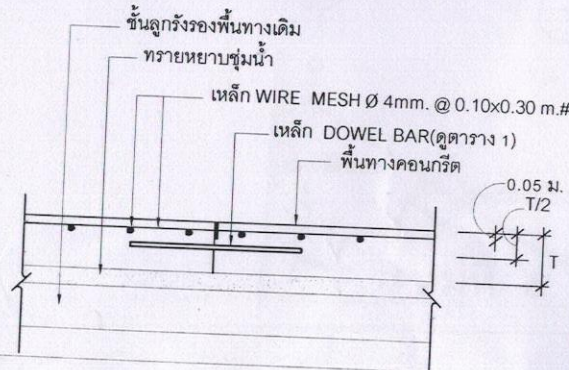 ชั้นลูกรังรองพื้นทางเดิม
ทรายหยาบชุ่มน้ำ
เหล็ก WIRE MESH Ø 4mm. @ 0.10x0.30 m.#
เหล็ก DOWEL BAR(ดูตาราง 1)
พื้นทางคอนกรีต
0.05 ม.
T/2
T